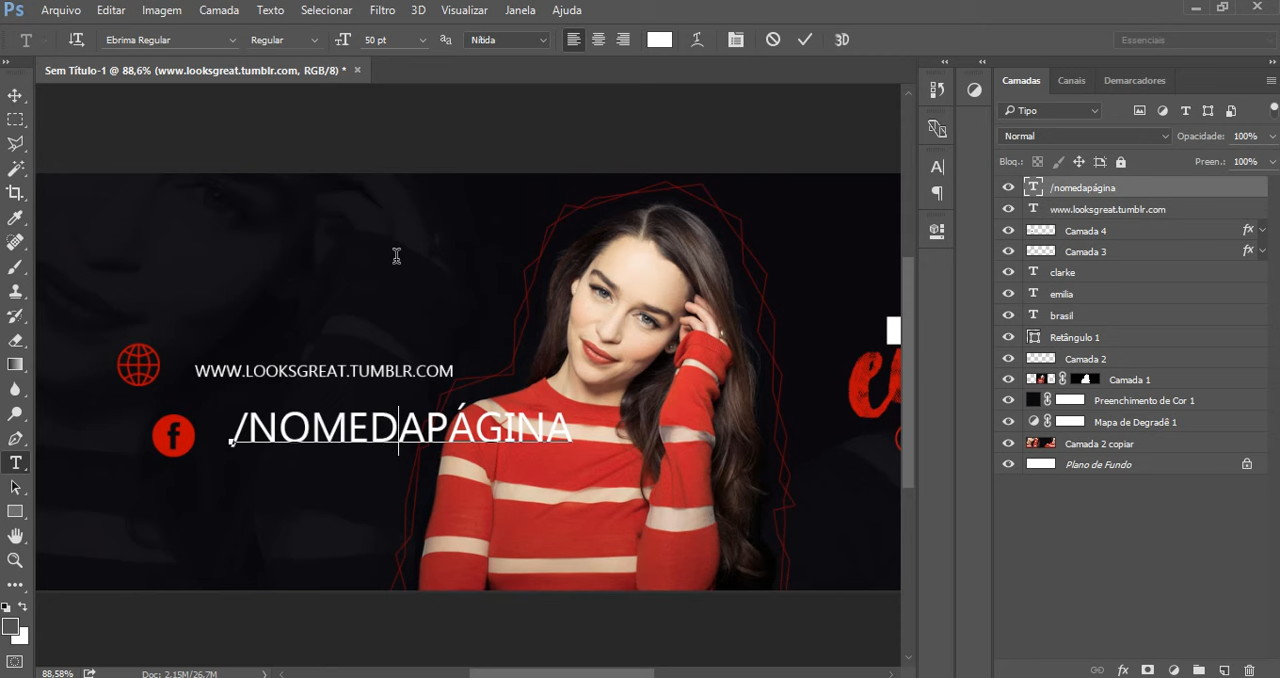 Ps Arquivo Editar Imagem Camada Texto Selecionar Filtro 3D Visualizar Janela Ajuda
T Ebrima Regular Regular 50 pt aa Nítida 3D Essenciais
Sem Título-1 @ 88,6% (www.looksgreat.tumblr.com, RGB/8) * ×
Camadas Canais Demarcadores
Tipo
Normal Opacidade: 100%
Bloq.: Preen.: 100%
T /nomedapágina
T www.looksgreat.tumblr.com
Camada 4 fx
Camada 3 fx
T clarke
T emilia
T brasil
Retângulo 1
Camada 2
Camada 1
Preenchimento de Cor 1
Mapa de Degradê 1
Camada 2 copiar
Plano de Fundo
WWW.LOOKSGREAT.TUMBLR.COM
f /NOMEDAPÁGINA
88,58% Doc: 2,15M/26,7M
fx